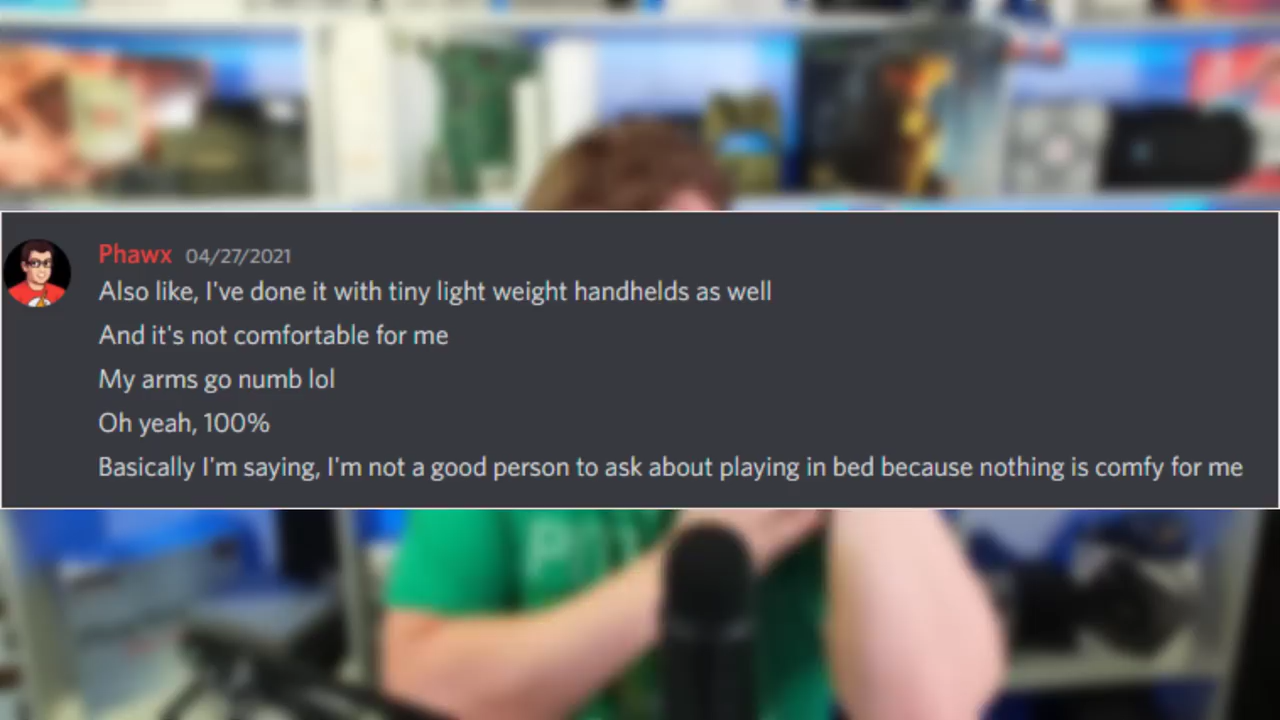 Phawx 04/27/2021
Also like, I've done it with tiny light weight handhelds as well
And it's not comfortable for me
My arms go numb lol
Oh yeah, 100%
Basically I'm saying, I'm not a good person to ask about playing in bed because nothing is comfy for me